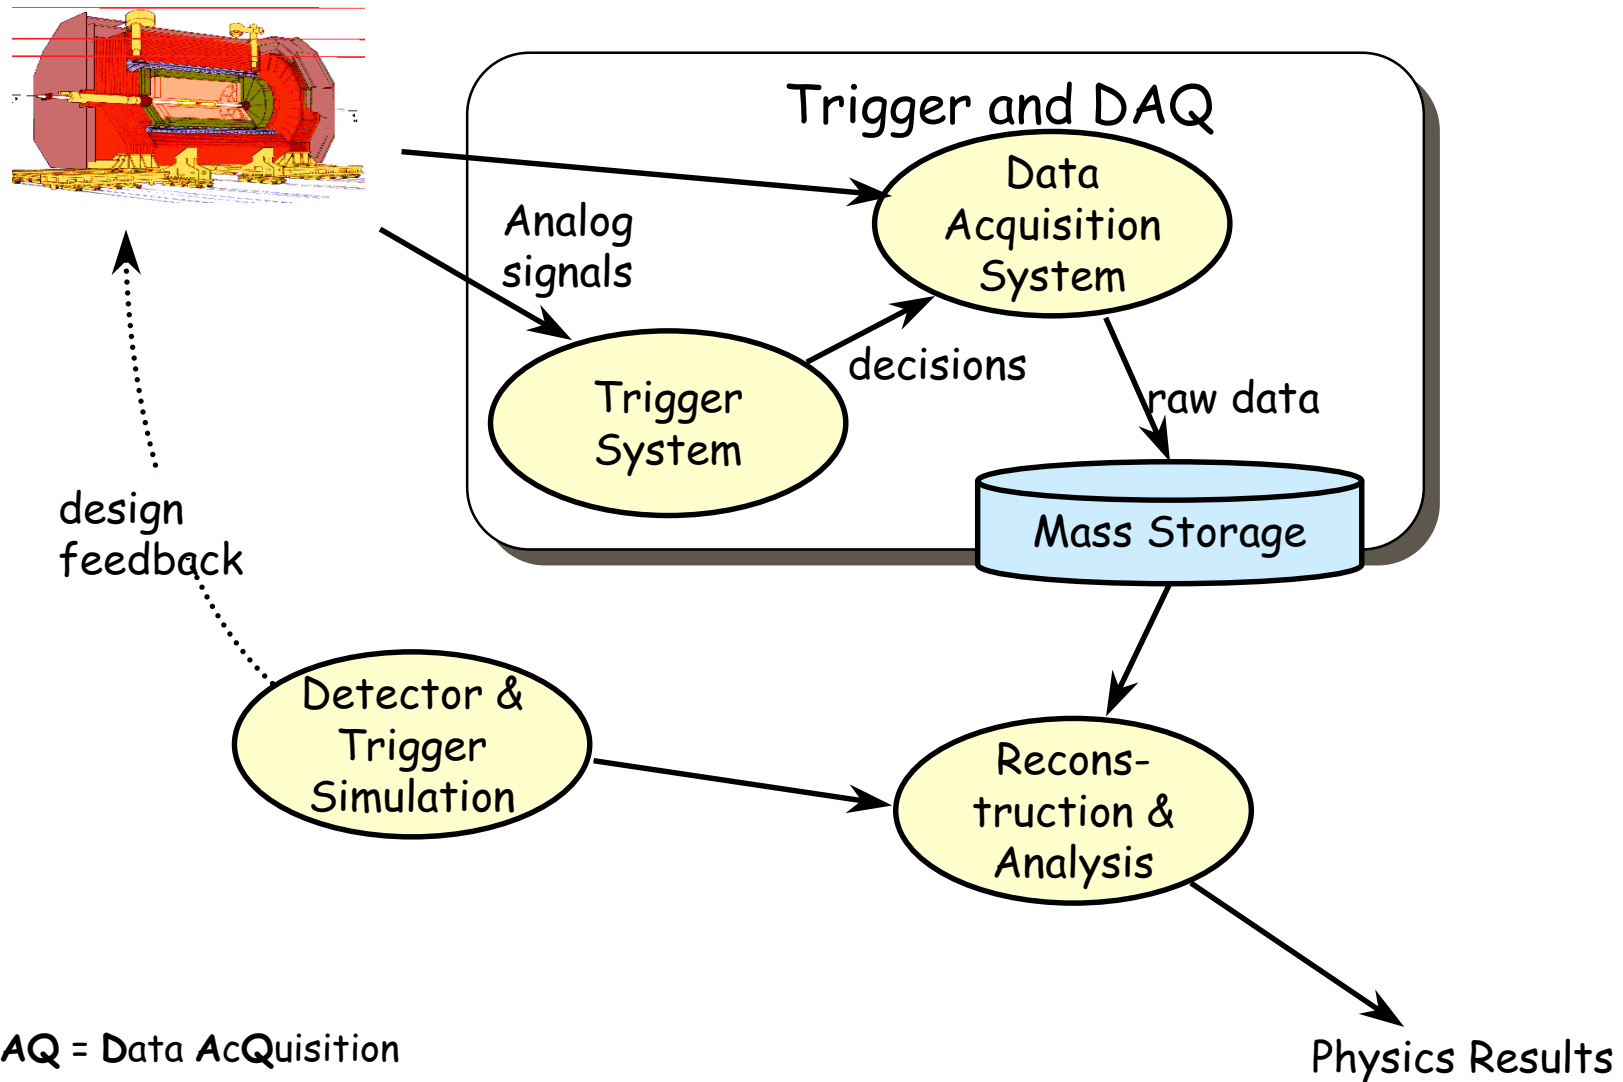 Trigger and DAQ
Data
Acquisition
System
Analog
signals
decisions
Trigger
System
raw data
Mass Storage
design
feedback
Detector &
Trigger
Simulation
Recons-
truction &
Analysis
AQ = Data AcQuisition
Physics Results